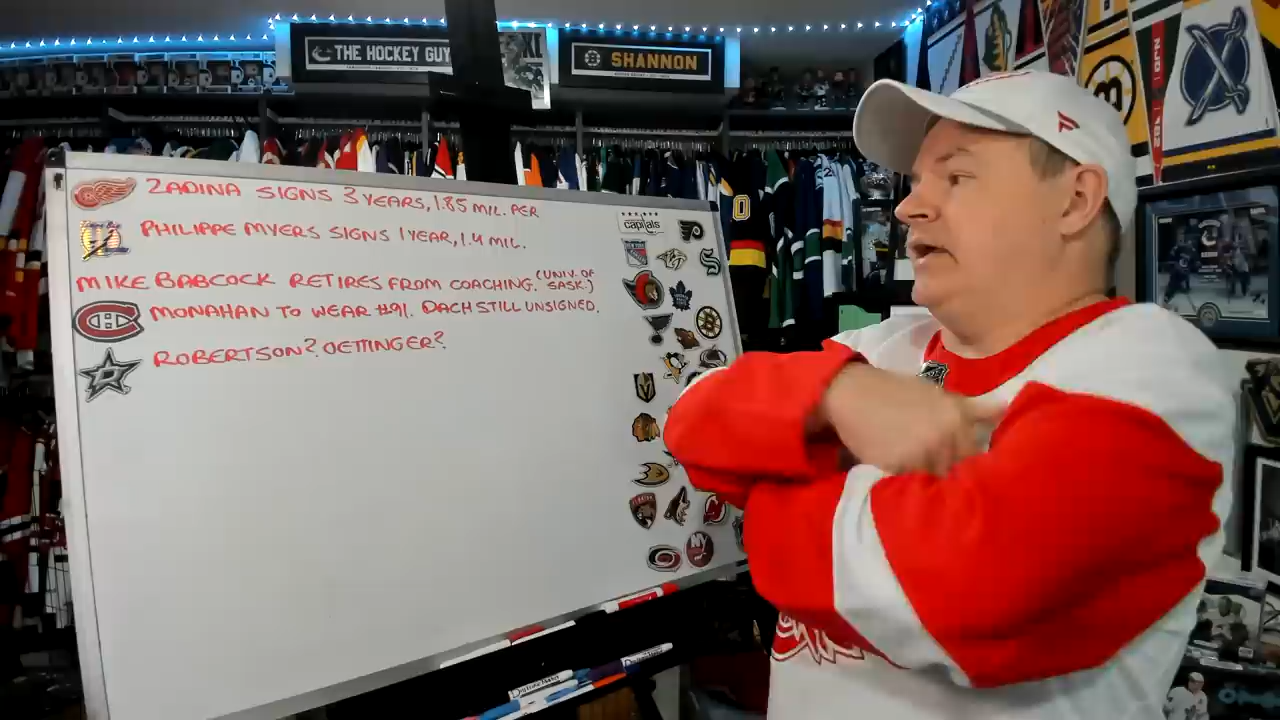 THE HOCKEY GUY
SHANNON
ZADINA SIGNS 3 YEARS, 1.85 MIL. PER
PHILIPPE MYERS SIGNS 1 YEAR, 1.4 MIL.
MIKE BABCOCK RETIRES FROM COACHING. (UNIV. OF SASK.)
MONAHAN TO WEAR #91. DACH STILL UNSIGNED.
ROBERTSON? OETTINGER?
capitals